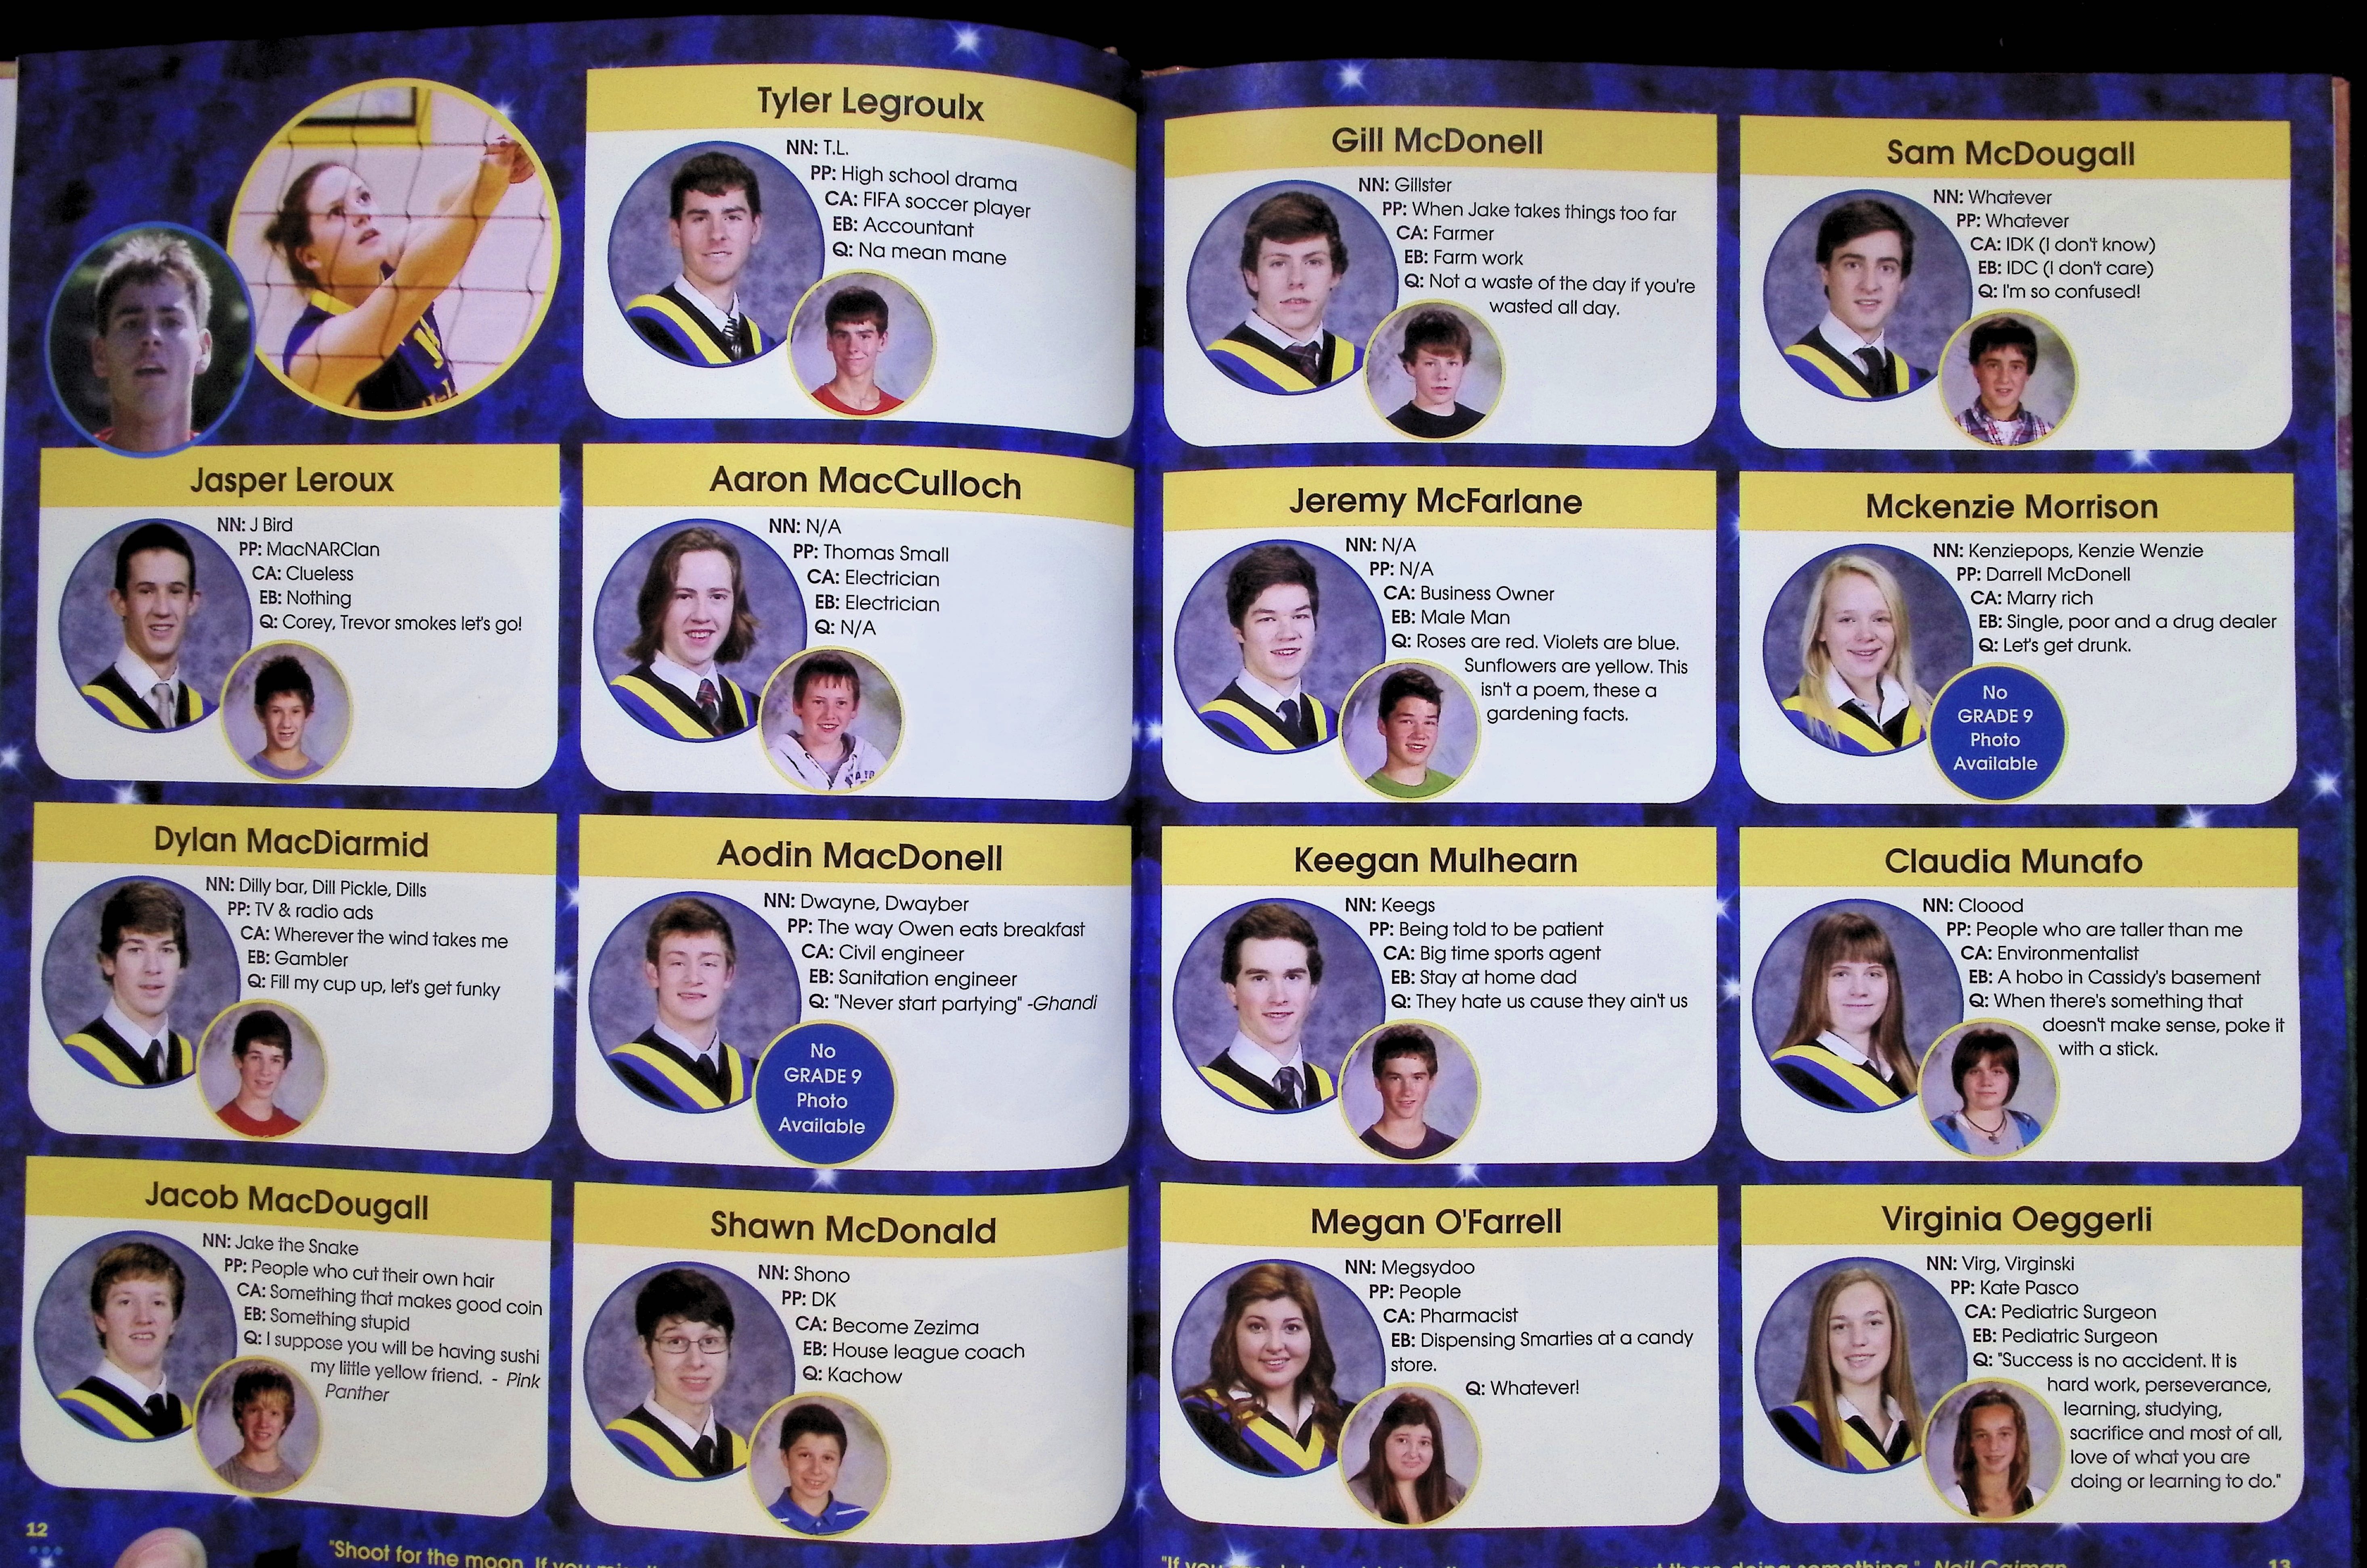 Tyler Legroulx
NN: T.L.
PP: High school drama
CA: FIFA soccer player
EB: Accountant
Q: Na mean mane
Jasper Leroux
NN: J Bird
PP: MacNARCIan
CA: Clueless
EB: Nothing
Q: Corey, Trevor smokes let's go!
Aaron MacCulloch
NN: N/A
PP: Thomas Small
CA: Electrician
EB: Electrician
Q: N/A
Dylan MacDiarmid
NN: Dilly bar, Dill Pickle, Dills
PP: TV & radio ads
CA: Wherever the wind takes me
EB: Gambler
Q: Fill my cup up, let's get funky
Aodin MacDonell
NN: Dwayne, Dwayber
PP: The way Owen eats breakfast
CA: Civil engineer
EB: Sanitation engineer
Q: "Never start partying" -Ghandi
No
GRADE 9
Photo
Available
Jacob MacDougall
NN: Jake the Snake
PP: People who cut their own hair
CA: Something that makes good coin
EB: Something stupid
Q: I suppose you will be having sushi
my little yellow friend. - Pink
Panther
Shawn McDonald
NN: Shono
PP: DK
CA: Become Zezima
EB: House league coach
Q: Kachow
12
"Shoot for the moon. If you
Gill McDonell
NN: Gillster
PP: When Jake takes things too far
CA: Farmer
EB: Farm work
Q: Not a waste of the day if you're
wasted all day.
Sam McDougall
NN: Whatever
PP: Whatever
CA: IDK (I don't know)
EB: IDC (I don't care)
Q: I'm so confused!
Jeremy McFarlane
NN: N/A
PP: N/A
CA: Business Owner
EB: Male Man
Q: Roses are red. Violets are blue.
Sunflowers are yellow. This
isn't a poem, these a
gardening facts.
Mckenzie Morrison
NN: Kenziepops, Kenzie Wenzie
PP: Darrell McDonell
CA: Marry rich
EB: Single, poor and a drug dealer
Q: Let's get drunk.
No
GRADE 9
Photo
Available
Keegan Mulhearn
NN: Keegs
PP: Being told to be patient
CA: Big time sports agent
EB: Stay at home dad
Q: They hate us cause they ain't us
Claudia Munafo
NN: Cloood
PP: People who are taller than me
CA: Environmentalist
EB: A hobo in Cassidy's basement
Q: When there's something that
doesn't make sense, poke it
with a stick.
Megan O'Farrell
NN: Megsydoo
PP: People
CA: Pharmacist
EB: Dispensing Smarties at a candy
store.
Q: Whatever!
Virginia Oeggerli
NN: Virg, Virginski
PP: Kate Pasco
CA: Pediatric Surgeon
EB: Pediatric Surgeon
Q: "Success is no accident. It is
hard work, perseverance,
learning, studying,
sacrifice and most of all,
love of what you are
doing or learning to do."
"If you there doing something." Neil Gaiman
13